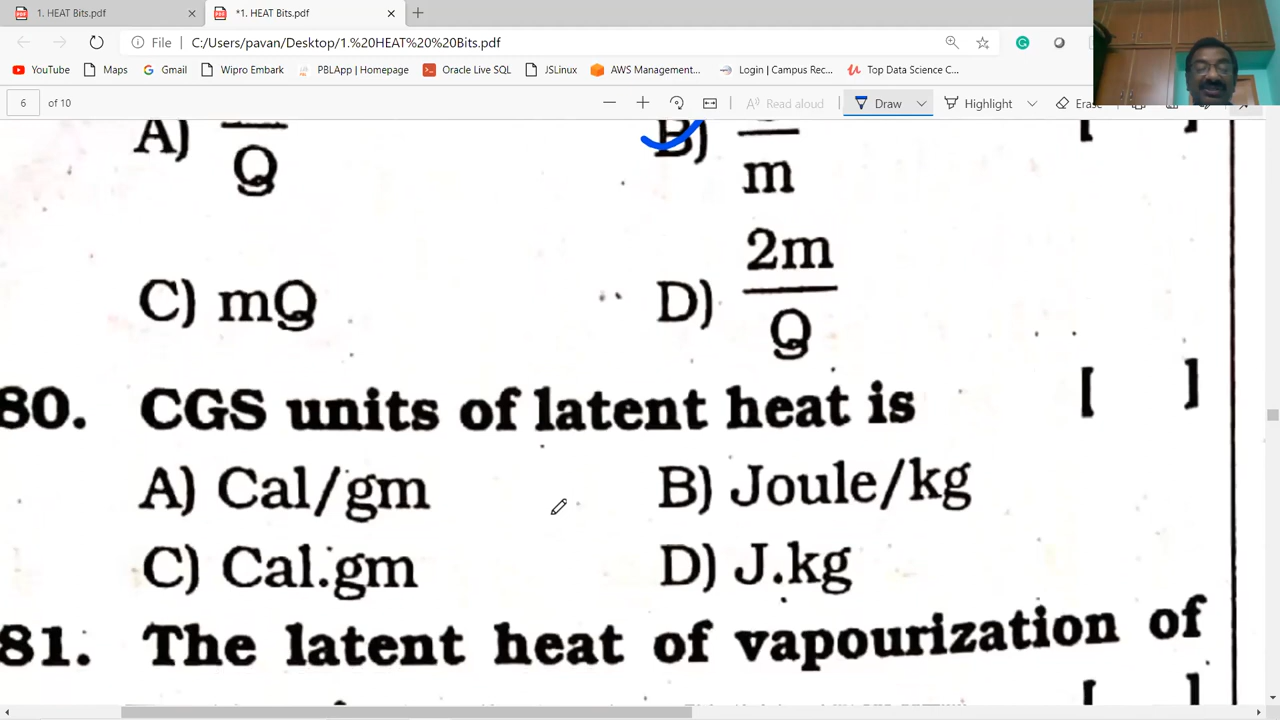 1. HEAT Bits.pdf
*1. HEAT Bits.pdf
File C:/Users/pavan/Desktop/1.%20HEAT%20%20Bits.pdf
YouTube Maps Gmail Wipro Embark PBLApp | Homepage Oracle Live SQL JSLinux AWS Management... Login | Campus Rec... Top Data Science C...
6 of 10 Read aloud Draw Highlight Erase
A) Q B) m [ ]
C) mQ D) 2m
Q
80. CGS units of latent heat is [ ]
A) Cal/gm B) Joule/kg
C) Cal.gm D) J.kg
81. The latent heat of vapourization of
[ ]